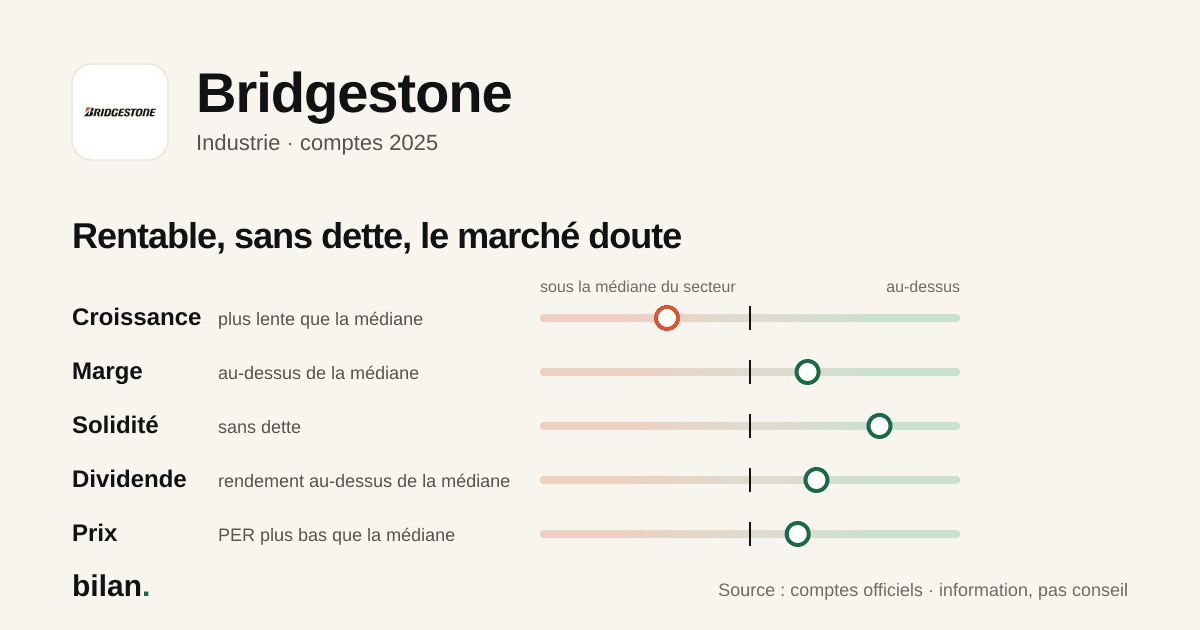 BRIDGESTONE
Bridgestone
Industrie · comptes 2025
Rentable, sans dette, le marché doute
sous la médiane du secteur au-dessus
Croissance plus lente que la médiane
Marge au-dessus de la médiane
Solidité sans dette
Dividende rendement au-dessus de la médiane
Prix PER plus bas que la médiane
bilan.
Source : comptes officiels · information, pas conseil